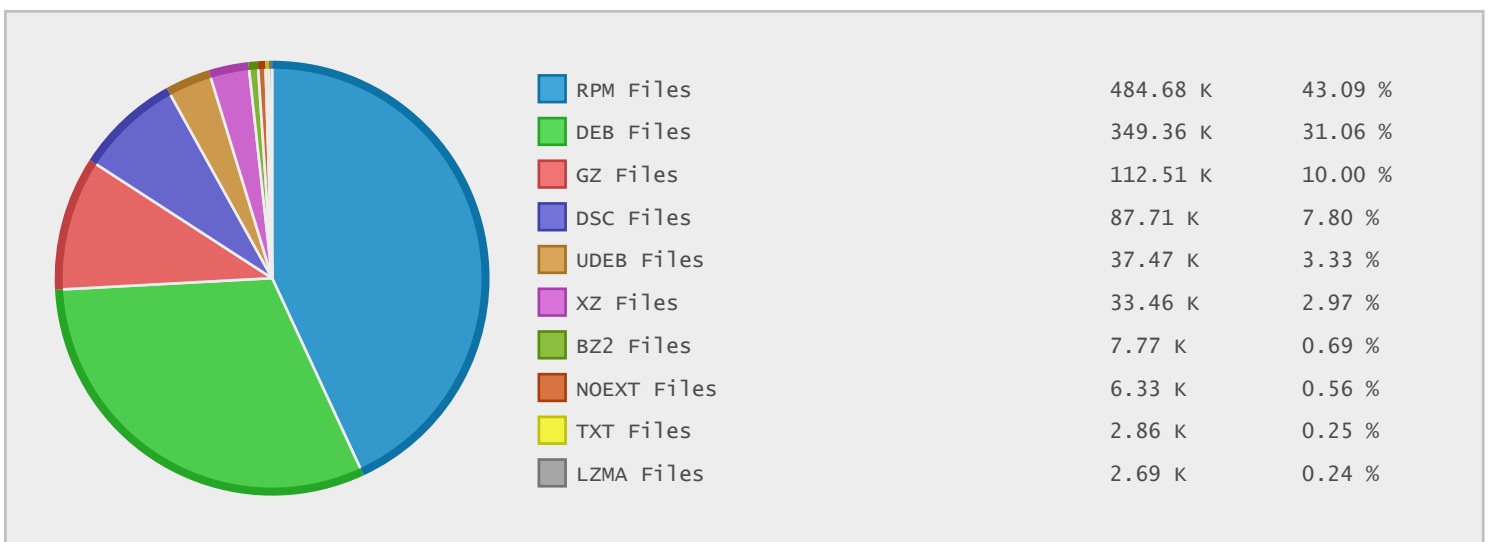 RPM Files 484.68 K 43.09 %
DEB Files 349.36 K 31.06 %
GZ Files 112.51 K 10.00 %
DSC Files 87.71 K 7.80 %
UDEB Files 37.47 K 3.33 %
XZ Files 33.46 K 2.97 %
BZ2 Files 7.77 K 0.69 %
NOEXT Files 6.33 K 0.56 %
TXT Files 2.86 K 0.25 %
LZMA Files 2.69 K 0.24 %